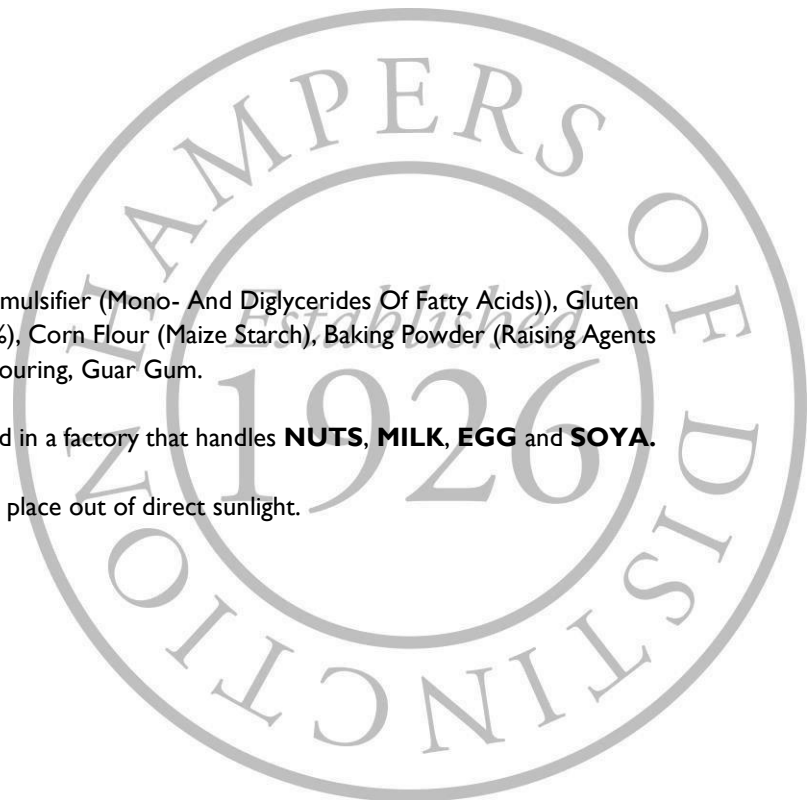 HAMPERS OF DISTINCTION
mulsifier (Mono- And Diglycerides Of Fatty Acids)), Gluten
%), Corn Flour (Maize Starch), Baking Powder (Raising Agents
Established
ouring, Guar Gum.
1926
d in a factory that handles NUTS, MILK, EGG and SOYA.
place out of direct sunlight.